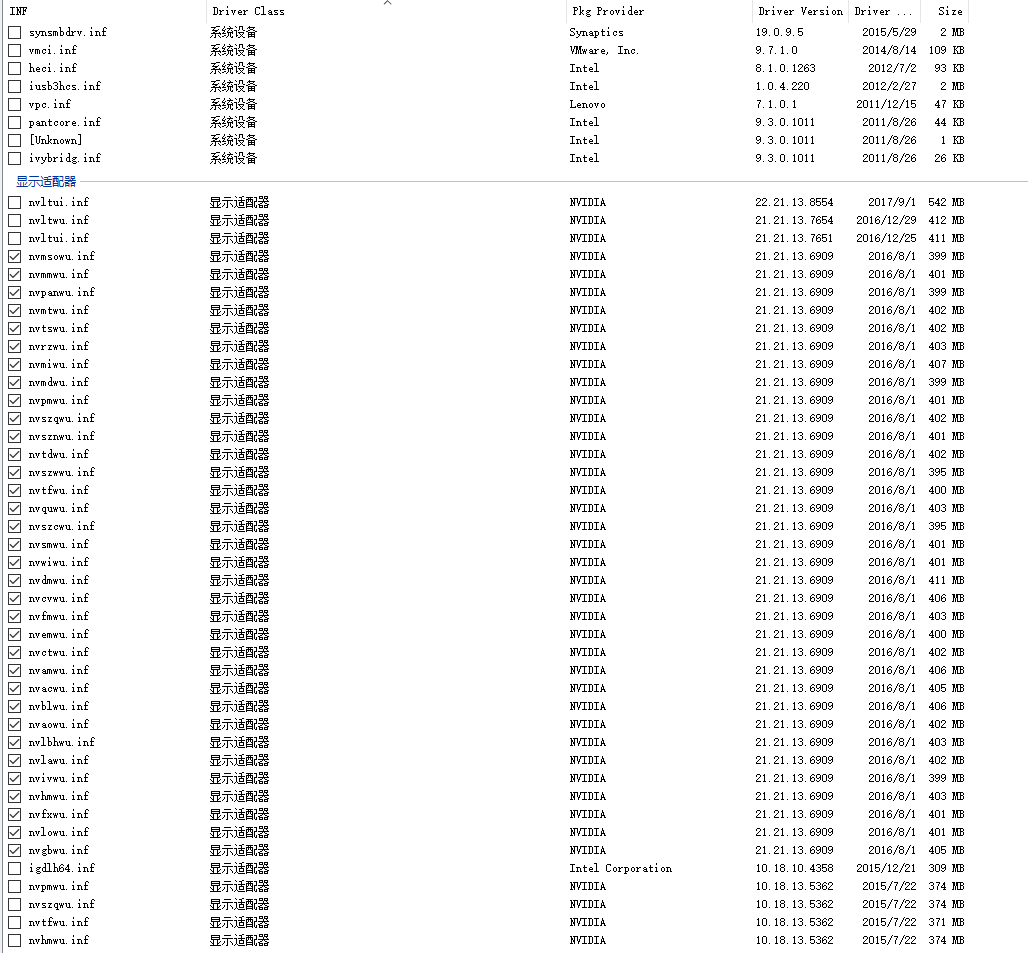 INF Driver Class Pkg Provider Driver Version Driver ... Size
synsmbdrv.inf 系统设备 Synaptics 19.0.9.5 2015/5/29 2 MB
vmci.inf 系统设备 VMware, Inc. 9.7.1.0 2014/8/14 109 KB
heci.inf 系统设备 Intel 8.1.0.1263 2012/7/2 93 KB
iusb3hcs.inf 系统设备 Intel 1.0.4.220 2012/2/27 2 MB
vpc.inf 系统设备 Lenovo 7.1.0.1 2011/12/15 47 KB
pantcore.inf 系统设备 Intel 9.3.0.1011 2011/8/26 44 KB
[Unknown] 系统设备 Intel 9.3.0.1011 2011/8/26 1 KB
ivybridg.inf 系统设备 Intel 9.3.0.1011 2011/8/26 26 KB
显示适配器
nvltui.inf 显示适配器 NVIDIA 22.21.13.8554 2017/9/1 542 MB
nvltwu.inf 显示适配器 NVIDIA 21.21.13.7654 2016/12/29 412 MB
nvltui.inf 显示适配器 NVIDIA 21.21.13.7651 2016/12/25 411 MB
nvmsowu.inf 显示适配器 NVIDIA 21.21.13.6909 2016/8/1 399 MB
nvmmwu.inf 显示适配器 NVIDIA 21.21.13.6909 2016/8/1 401 MB
nvpanwu.inf 显示适配器 NVIDIA 21.21.13.6909 2016/8/1 399 MB
nvmtwu.inf 显示适配器 NVIDIA 21.21.13.6909 2016/8/1 402 MB
nvtswu.inf 显示适配器 NVIDIA 21.21.13.6909 2016/8/1 402 MB
nvrzwu.inf 显示适配器 NVIDIA 21.21.13.6909 2016/8/1 403 MB
nvmiwu.inf 显示适配器 NVIDIA 21.21.13.6909 2016/8/1 407 MB
nvmdwu.inf 显示适配器 NVIDIA 21.21.13.6909 2016/8/1 399 MB
nvpmwu.inf 显示适配器 NVIDIA 21.21.13.6909 2016/8/1 401 MB
nvszqwu.inf 显示适配器 NVIDIA 21.21.13.6909 2016/8/1 402 MB
nvsznwu.inf 显示适配器 NVIDIA 21.21.13.6909 2016/8/1 401 MB
nvtdwu.inf 显示适配器 NVIDIA 21.21.13.6909 2016/8/1 402 MB
nvszwwu.inf 显示适配器 NVIDIA 21.21.13.6909 2016/8/1 395 MB
nvtfwu.inf 显示适配器 NVIDIA 21.21.13.6909 2016/8/1 400 MB
nvquwu.inf 显示适配器 NVIDIA 21.21.13.6909 2016/8/1 403 MB
nvszcwu.inf 显示适配器 NVIDIA 21.21.13.6909 2016/8/1 395 MB
nvsmwu.inf 显示适配器 NVIDIA 21.21.13.6909 2016/8/1 401 MB
nvwiwu.inf 显示适配器 NVIDIA 21.21.13.6909 2016/8/1 401 MB
nvdmwu.inf 显示适配器 NVIDIA 21.21.13.6909 2016/8/1 411 MB
nvcvwu.inf 显示适配器 NVIDIA 21.21.13.6909 2016/8/1 406 MB
nvfmwu.inf 显示适配器 NVIDIA 21.21.13.6909 2016/8/1 403 MB
nvemwu.inf 显示适配器 NVIDIA 21.21.13.6909 2016/8/1 400 MB
nvctwu.inf 显示适配器 NVIDIA 21.21.13.6909 2016/8/1 402 MB
nvamwu.inf 显示适配器 NVIDIA 21.21.13.6909 2016/8/1 406 MB
nvacwu.inf 显示适配器 NVIDIA 21.21.13.6909 2016/8/1 405 MB
nvblwu.inf 显示适配器 NVIDIA 21.21.13.6909 2016/8/1 406 MB
nvaowu.inf 显示适配器 NVIDIA 21.21.13.6909 2016/8/1 402 MB
nvlbhwu.inf 显示适配器 NVIDIA 21.21.13.6909 2016/8/1 403 MB
nvlawu.inf 显示适配器 NVIDIA 21.21.13.6909 2016/8/1 402 MB
nvivwu.inf 显示适配器 NVIDIA 21.21.13.6909 2016/8/1 399 MB
nvhmwu.inf 显示适配器 NVIDIA 21.21.13.6909 2016/8/1 403 MB
nvfxwu.inf 显示适配器 NVIDIA 21.21.13.6909 2016/8/1 401 MB
nvlowu.inf 显示适配器 NVIDIA 21.21.13.6909 2016/8/1 401 MB
nvgbwu.inf 显示适配器 NVIDIA 21.21.13.6909 2016/8/1 405 MB
igdlh64.inf 显示适配器 Intel Corporation 10.18.10.4358 2015/12/21 309 MB
nvpmwu.inf 显示适配器 NVIDIA 10.18.13.5362 2015/7/22 374 MB
nvszqwu.inf 显示适配器 NVIDIA 10.18.13.5362 2015/7/22 374 MB
nvtfwu.inf 显示适配器 NVIDIA 10.18.13.5362 2015/7/22 371 MB
nvhmwu.inf 显示适配器 NVIDIA 10.18.13.5362 2015/7/22 374 MB